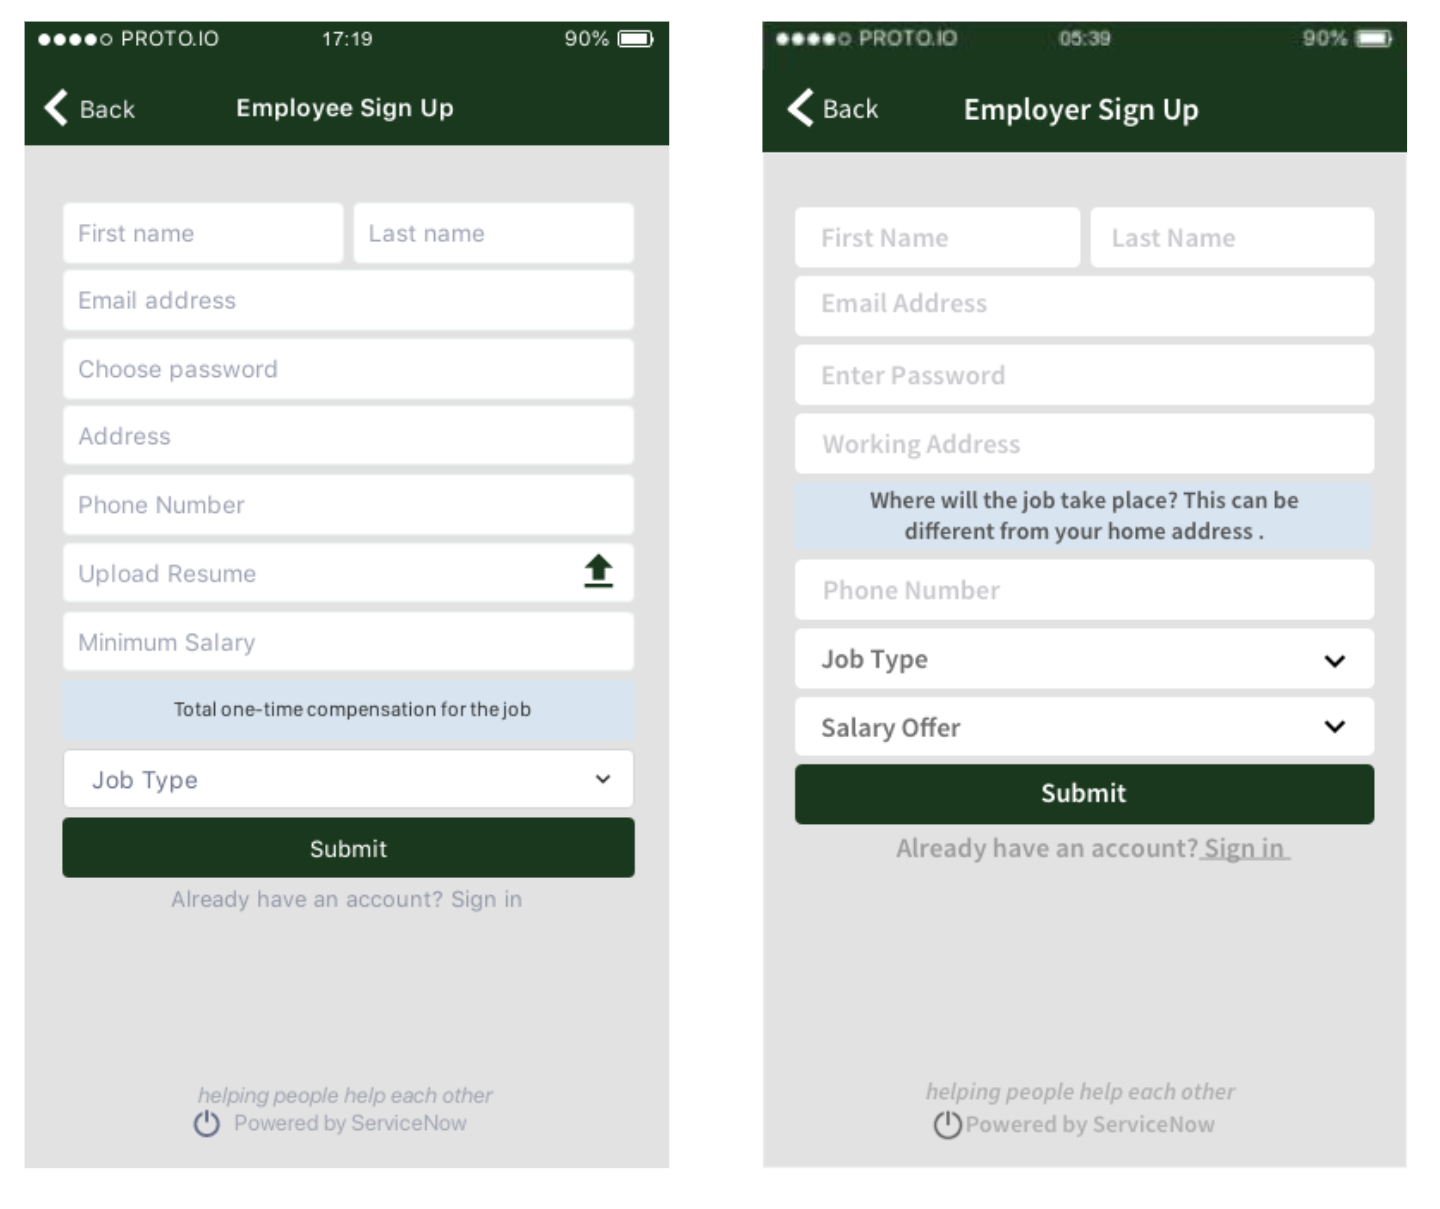 PROTO.IO 17:19 90%
Back Employee Sign Up
First name Last name
Email address
Choose password
Address
Phone Number
Upload Resume
Minimum Salary
Total one-time compensation for the job
Job Type
Submit
Already have an account? Sign in
helping people help each other
Powered by ServiceNow
PROTO.IO 05:39 90%
Back Employer Sign Up
First Name Last Name
Email Address
Enter Password
Working Address
Where will the job take place? This can be
different from your home address .
Phone Number
Job Type
Salary Offer
Submit
Already have an account? Sign in
helping people help each other
Powered by ServiceNow